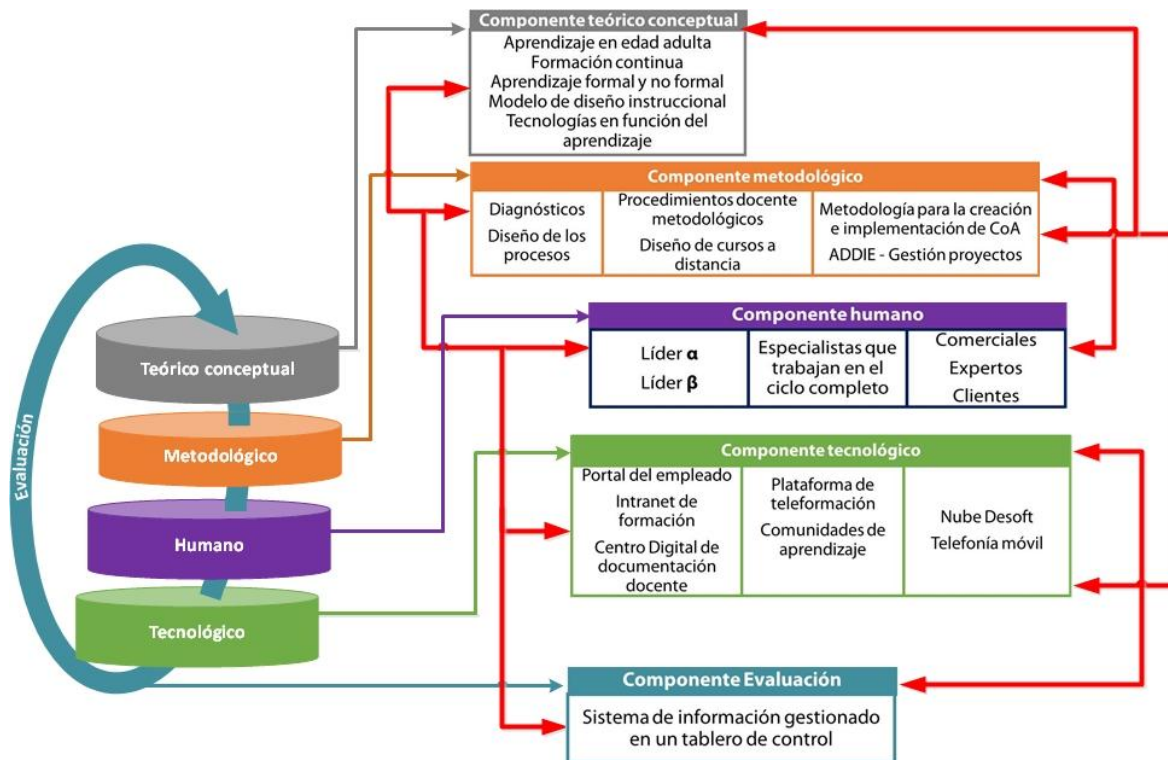 Componente teórico conceptual
Aprendizaje en edad adulta
Formación continua
Aprendizaje formal y no formal
Modelo de diseño instruccional
Tecnologías en función del
aprendizaje
Componente metodológico
Diagnósticos
Diseño de los
procesos
Procedimientos docente
metodológicos
Diseño de cursos a
distancia
Metodología para la creación
e implementación de CoA
ADDIE - Gestión proyectos
Componente humano
Líder α
Líder β
Especialistas que
trabajan en el
ciclo completo
Comerciales
Expertos
Clientes
Componente tecnológico
Portal del empleado
Intranet de
formación
Centro Digital de
documentación
docente
Plataforma de
teleformación
Comunidades de
aprendizaje
Nube Desoft
Telefonía móvil
Componente Evaluación
Sistema de información gestionado
en un tablero de control
Evaluación
Teórico conceptual
Metodológico
Humano
Tecnológico